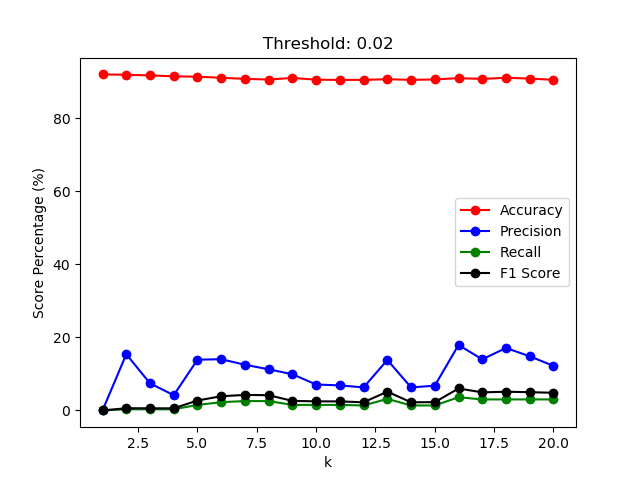 Threshold: 0.02
Score Percentage (%)
80
60
40
20
0
Accuracy
Precision
Recall
F1 Score
2.5 5.0 7.5 10.0 12.5 15.0 17.5 20.0
k